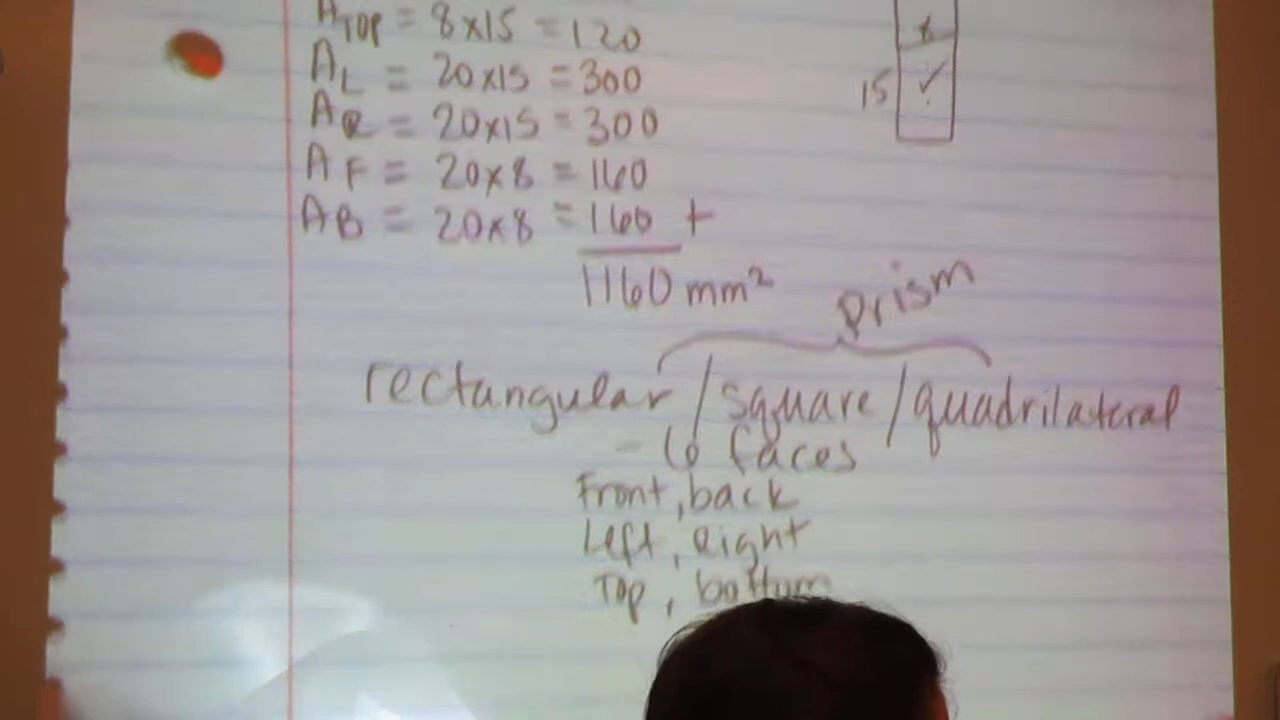 A TOP = 8x15 = 120
A L = 20x15 = 300
15
A R = 20x15 = 300
A F = 20x8 = 160
A B = 20x8 = 160 +
1160 mm²
prism
rectangular / square / quadrilateral
- 6 faces
Front, back
Left, Right
Top, bottum